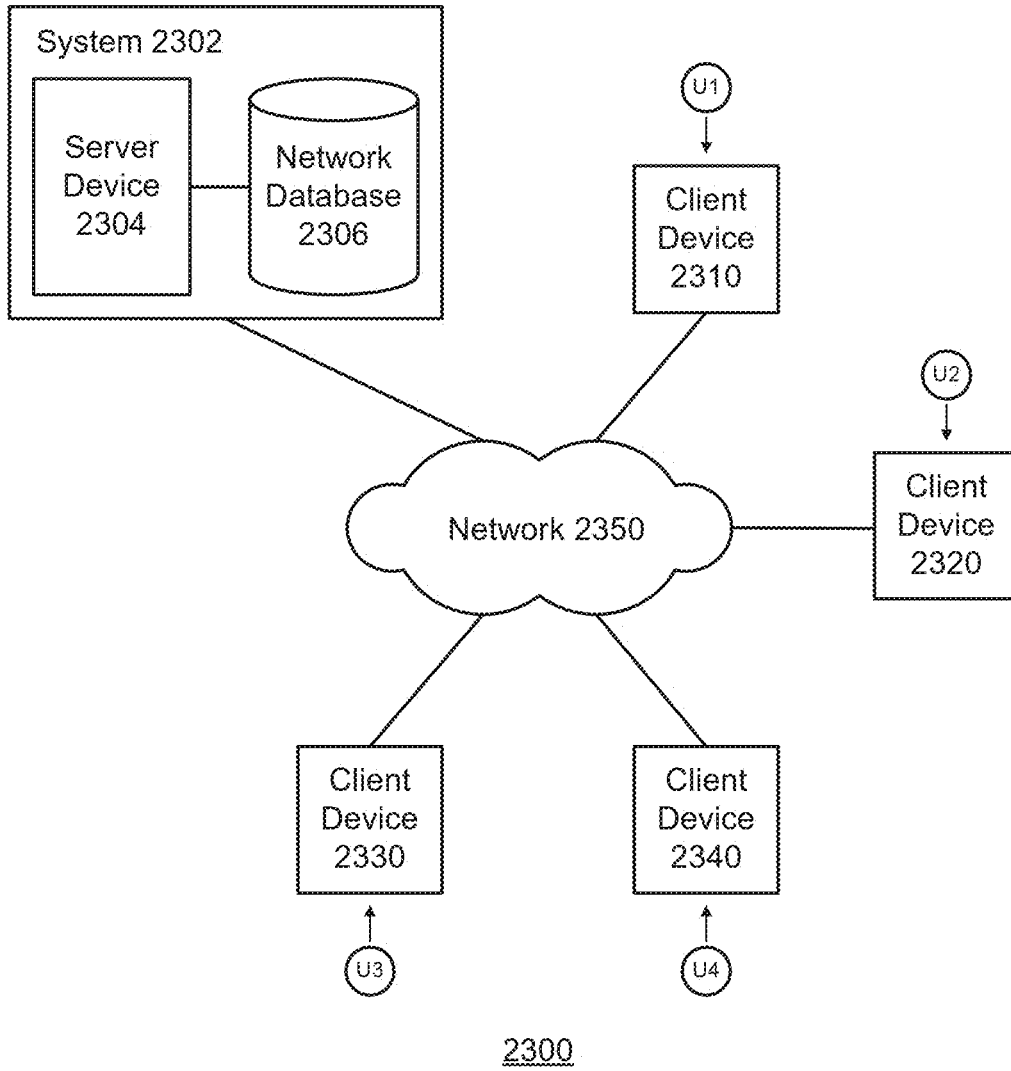 System 2302
Server
Device
2304
Network
Database
2306
U1
Client
Device
2310
U2
Client
Device
2320
Network 2350
Client
Device
2330
Client
Device
2340
U3
U4
2300